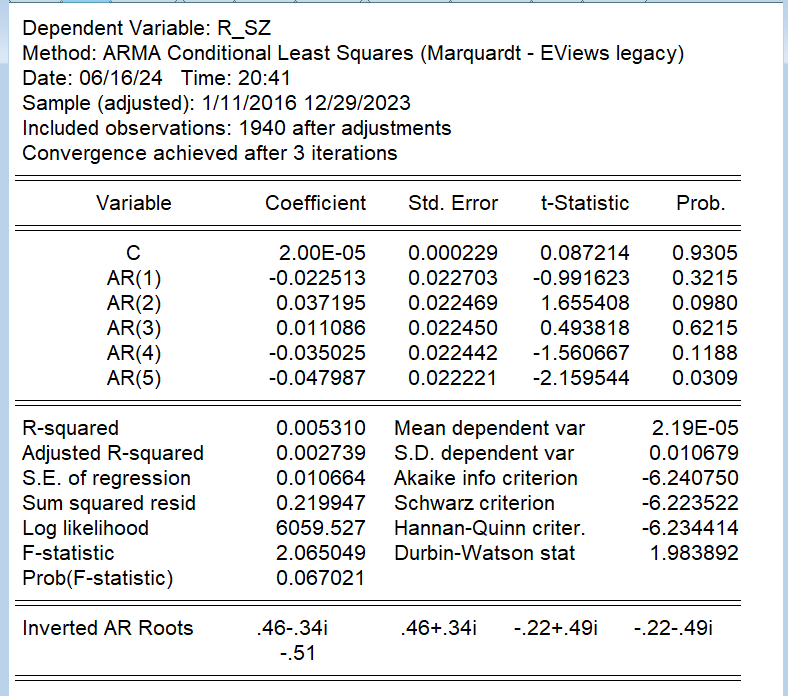 Dependent Variable: R_SZ
Method: ARMA Conditional Least Squares (Marquardt - EViews legacy)
Date: 06/16/24 Time: 20:41
Sample (adjusted): 1/11/2016 12/29/2023
Included observations: 1940 after adjustments
Convergence achieved after 3 iterations
Variable Coefficient Std. Error t-Statistic Prob.
C 2.00E-05 0.000229 0.087214 0.9305
AR(1) -0.022513 0.022703 -0.991623 0.3215
AR(2) 0.037195 0.022469 1.655408 0.0980
AR(3) 0.011086 0.022450 0.493818 0.6215
AR(4) -0.035025 0.022442 -1.560667 0.1188
AR(5) -0.047987 0.022221 -2.159544 0.0309
R-squared 0.005310 Mean dependent var 2.19E-05
Adjusted R-squared 0.002739 S.D. dependent var 0.010679
S.E. of regression 0.010664 Akaike info criterion -6.240750
Sum squared resid 0.219947 Schwarz criterion -6.223522
Log likelihood 6059.527 Hannan-Quinn criter. -6.234414
F-statistic 2.065049 Durbin-Watson stat 1.983892
Prob(F-statistic) 0.067021
Inverted AR Roots .46-.34i .46+.34i -.22+.49i -.22-.49i
-.51